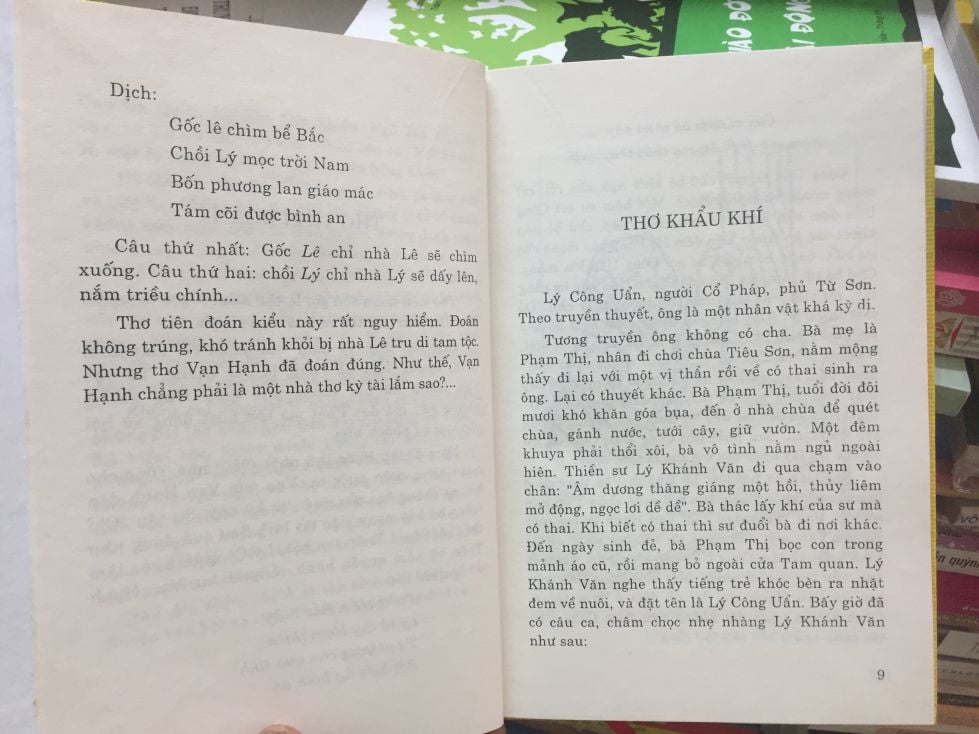 Dịch:
Gốc lê chìm bể Bắc
Chồi Lý mọc trời Nam
Bốn phương lan giáo mác
Tám cõi được bình an
Câu thứ nhất: Gốc Lê chỉ nhà Lê sẽ chìm
xuống. Câu thứ hai: chồi Lý chỉ nhà Lý sẽ dấy lên,
nắm triều chính...
Thơ tiên đoán kiểu này rất nguy hiểm. Đoán
không trúng, khó tránh khỏi bị nhà Lê tru di tam tộc.
Nhưng thơ Vạn Hạnh đã đoán đúng. Như thế, Vạn
Hạnh chẳng phải là một nhà thơ kỳ tài lắm sao?...
THƠ KHẨU KHÍ
Lý Công Uẩn, người Cổ Pháp, phủ Từ Sơn.
Theo truyền thuyết, ông là một nhân vật khá kỳ dị.
Tương truyền ông không có cha. Bà mẹ là
Phạm Thị, nhân đi chơi chùa Tiêu Sơn, nằm mộng
thấy đi lại với một vị thần rồi về có thai sinh ra
ông. Lại có thuyết khác. Bà Phạm Thị, tuổi đời đôi
mươi khó khăn góa bụa, đến ở nhà chùa để quét
chùa, gánh nước, tưới cây, giữ vườn. Một đêm
khuya phải thổi xôi, bà vô tình nằm ngủ ngoài
hiên. Thiền sư Lý Khánh Văn đi qua chạm vào
chân: "Âm dương thăng giáng một hồi, thủy liêm
mở động, ngọc lơi dề dề". Bà thác lấy khí của sư mà
có thai. Khi biết có thai thì sư đuổi bà đi nơi khác.
Đến ngày sinh đẻ, bà Phạm Thị bọc con trong
mảnh áo cũ, rồi mang bỏ ngoài cửa Tam quan. Lý
Khánh Văn nghe thấy tiếng trẻ khóc bèn ra nhặt
đem về nuôi, và đặt tên là Lý Công Uẩn. Bấy giờ đã
có câu ca, châm chọc nhẹ nhàng Lý Khánh Văn
như sau:
9